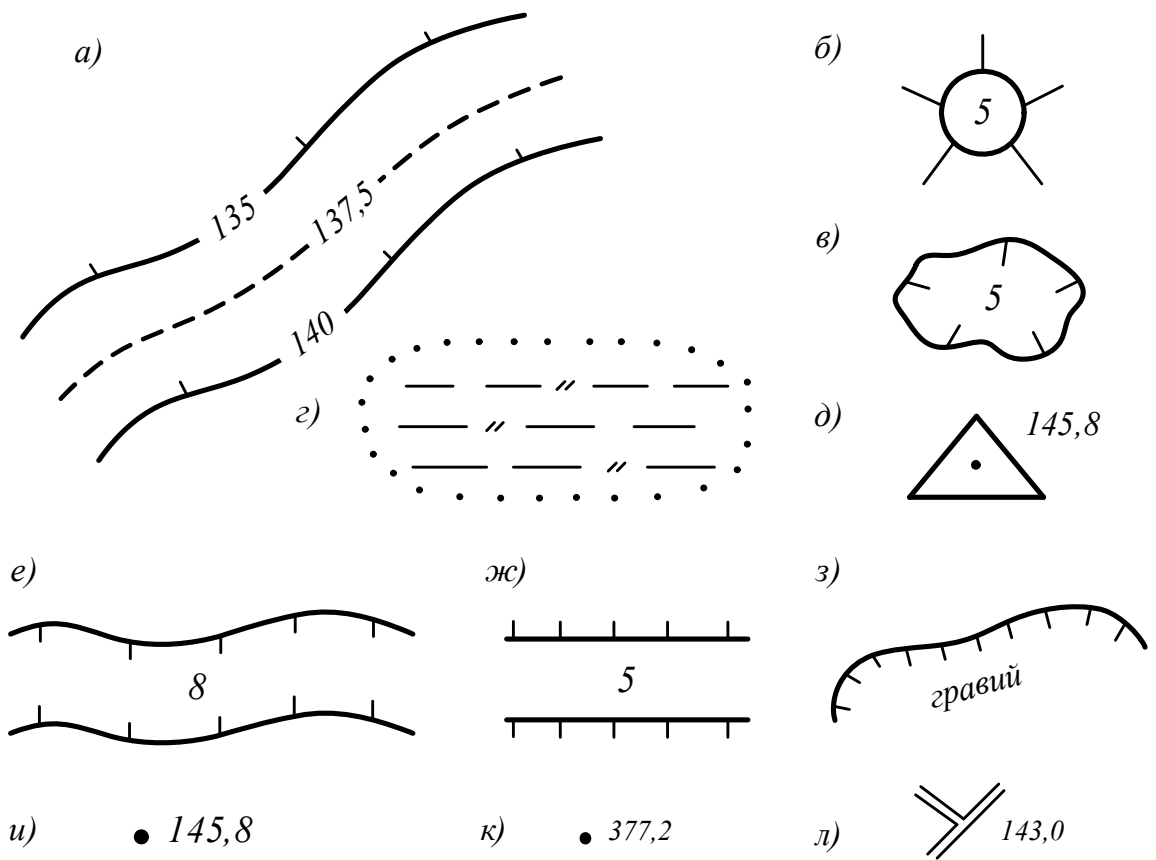 а)
135
137,5
140
б)
5
в)
5
г)
д)
145,8
е)
8
ж)
5
з)
гравий
и)
145,8
к)
377,2
л)
143,0